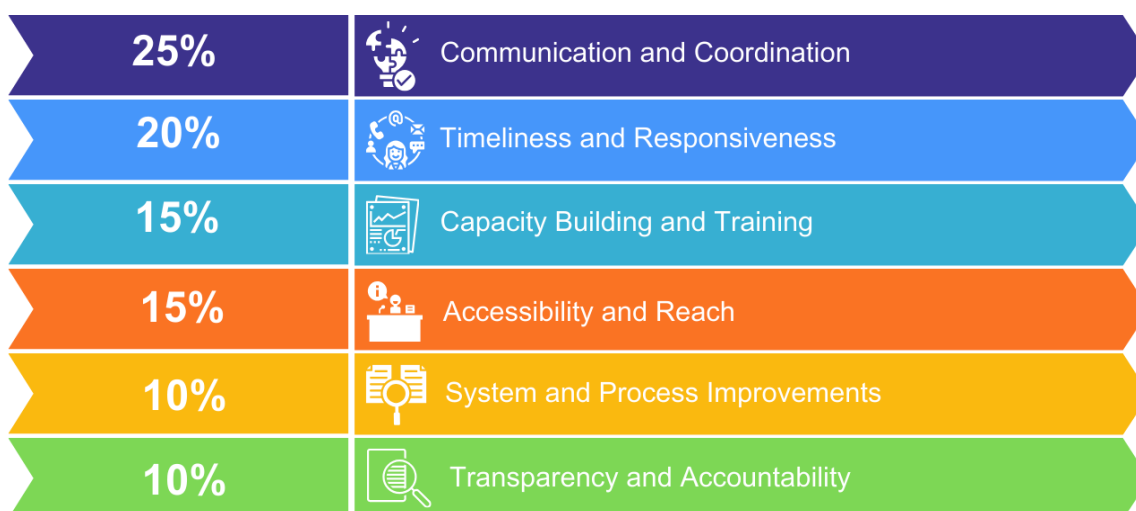 25% Communication and Coordination
20% Timeliness and Responsiveness
15% Capacity Building and Training
15% Accessibility and Reach
10% System and Process Improvements
10% Transparency and Accountability